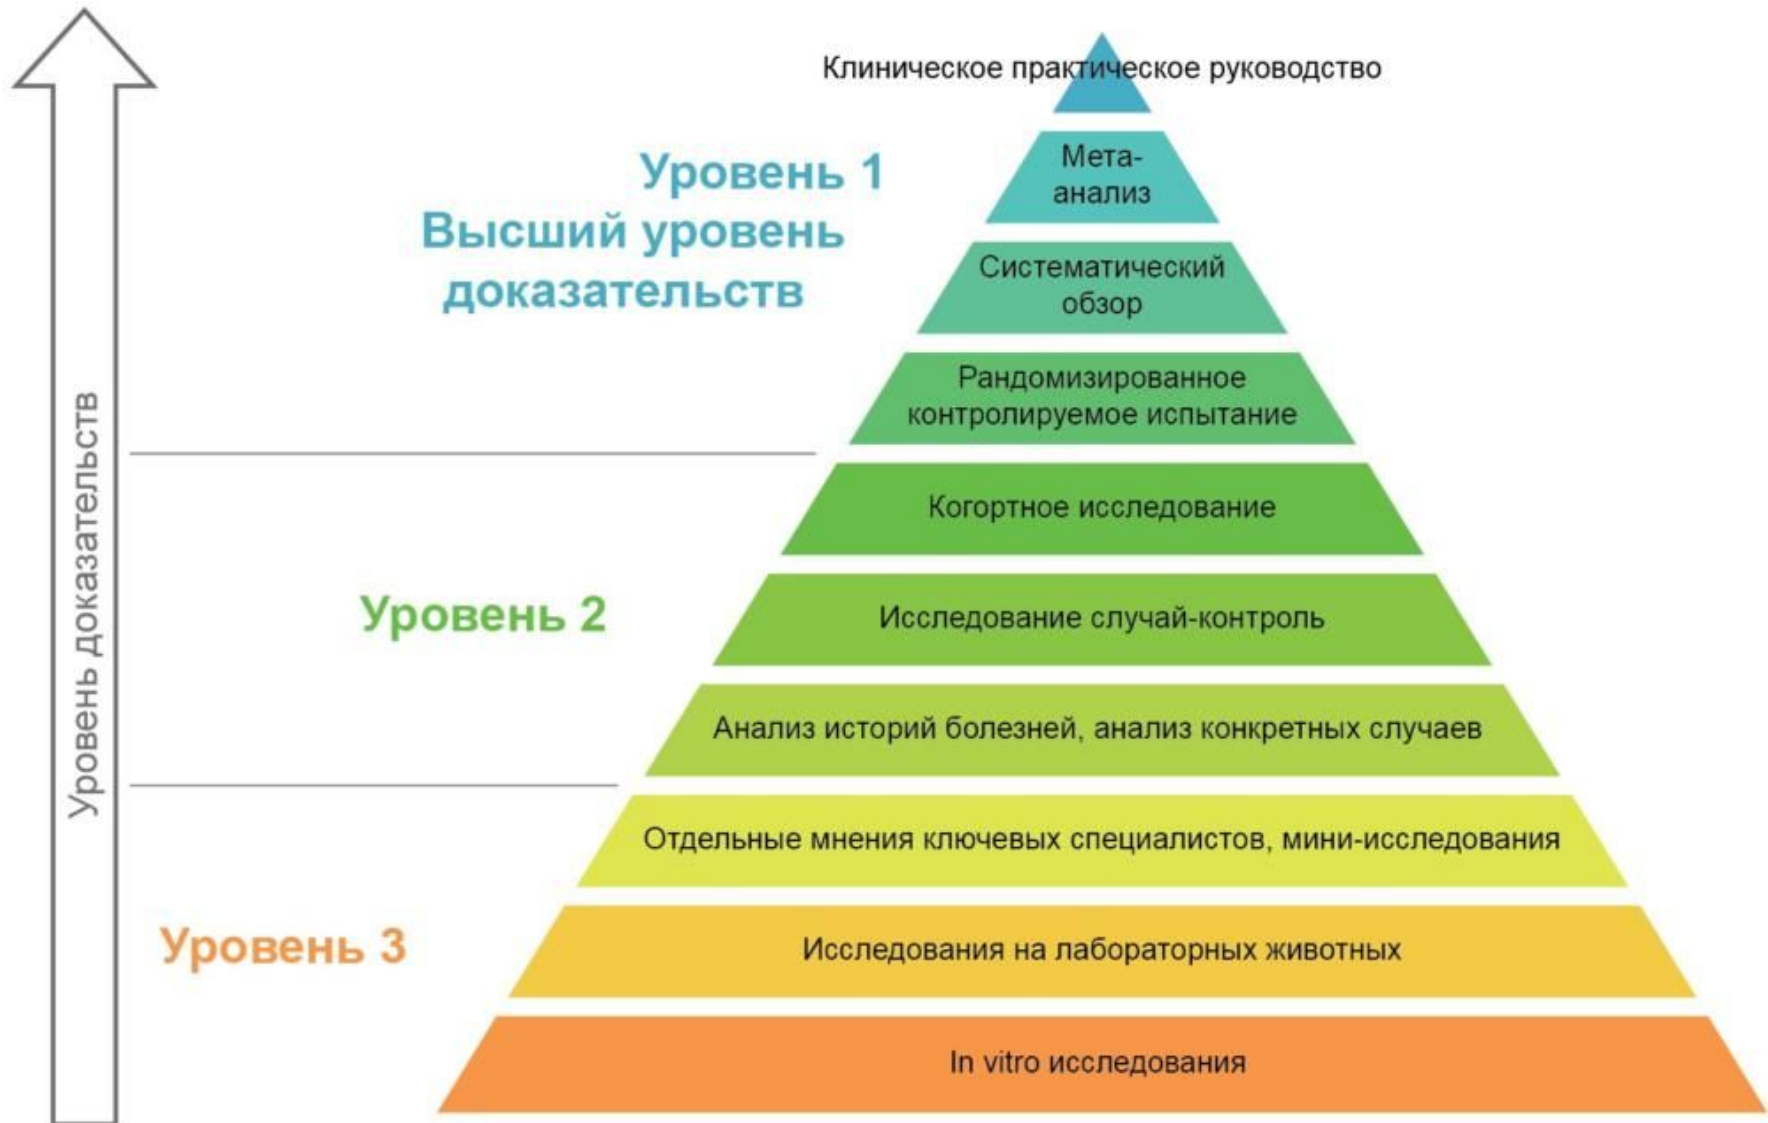 Клиническое практическое руководство
Уровень 1
Высший уровень
доказательств
Мета-
анализ
Систематический
обзор
Рандомизированное
контролируемое испытание
Уровень доказательств
Когортное исследование
Уровень 2
Исследование случай-контроль
Анализ историй болезней, анализ конкретных случаев
Отдельные мнения ключевых специалистов, мини-исследования
Уровень 3
Исследования на лабораторных животных
In vitro исследования